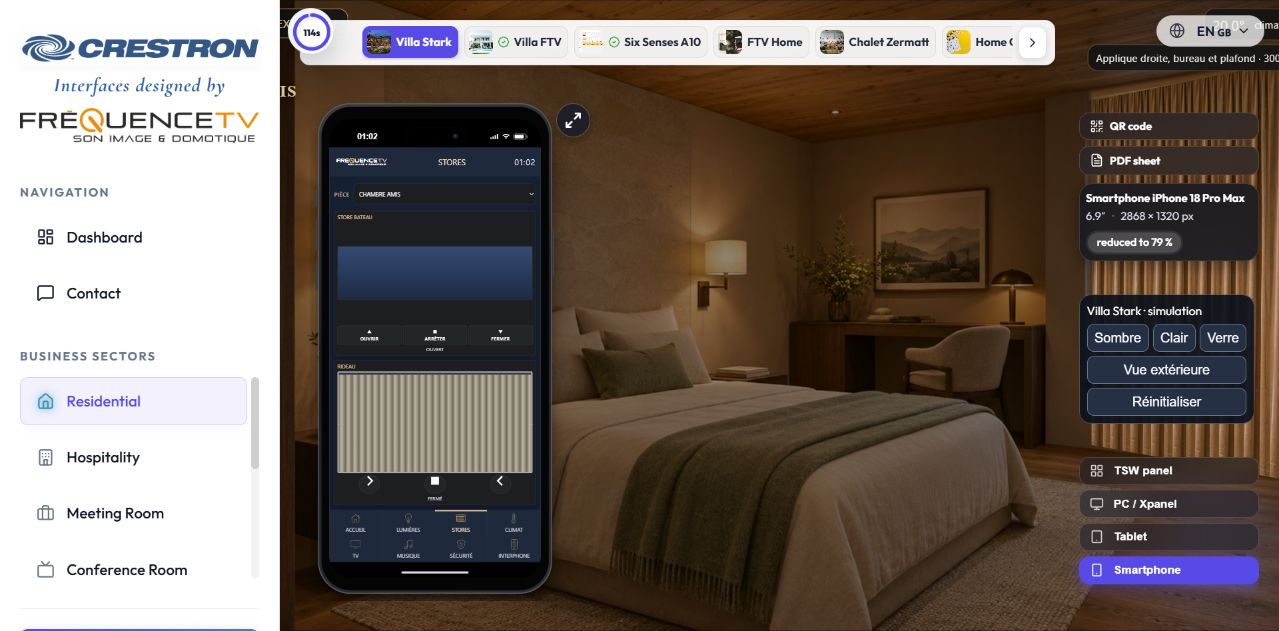 CRESTRON
Interfaces designed by
FRÉQUENCETV
SON IMAGE & DOMOTIQUE
NAVIGATION
Dashboard
Contact
BUSINESS SECTORS
Residential
Hospitality
Meeting Room
Conference Room
114s
Villa Stark
Villa FTV
Six Senses A10
FTV Home
Chalet Zermatt
Home
20.0°
EN GB
Applique droite, bureau et plafond · 300
IS
01:02
FREQUENCETV
STORES
01:02
PIÈCE
CHAMBRE AMIS
STORE BATEAU
OUVRIR
ARRÊTER
FERMER
OUVERT
RIDEAU
FERMÉ
ACCUEIL
LUMIÈRES
STORES
CLIMAT
TV
MUSIQUE
SÉCURITÉ
INTERPHONE
QR code
PDF sheet
Smartphone iPhone 18 Pro Max
6.9" · 2868 × 1320 px
reduced to 79 %
Villa Stark · simulation
Sombre
Clair
Verre
Vue extérieure
Réinitialiser
TSW panel
PC / Xpanel
Tablet
Smartphone